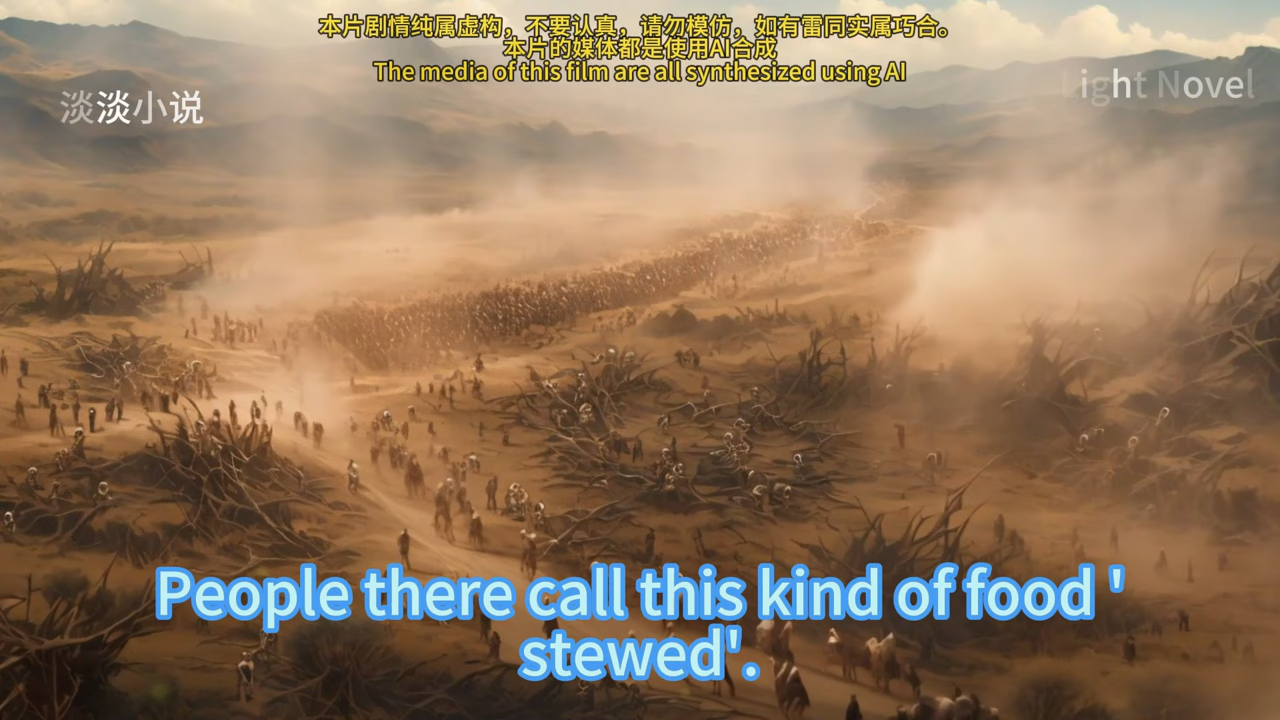 本片剧情纯属虚构，不要认真，请勿模仿，如有雷同实属巧合。
本片的媒体都是使用AI合成
The media of this film are all synthesized using AI
淡淡小说
Light Novel
People there call this kind of food '
stewed'.